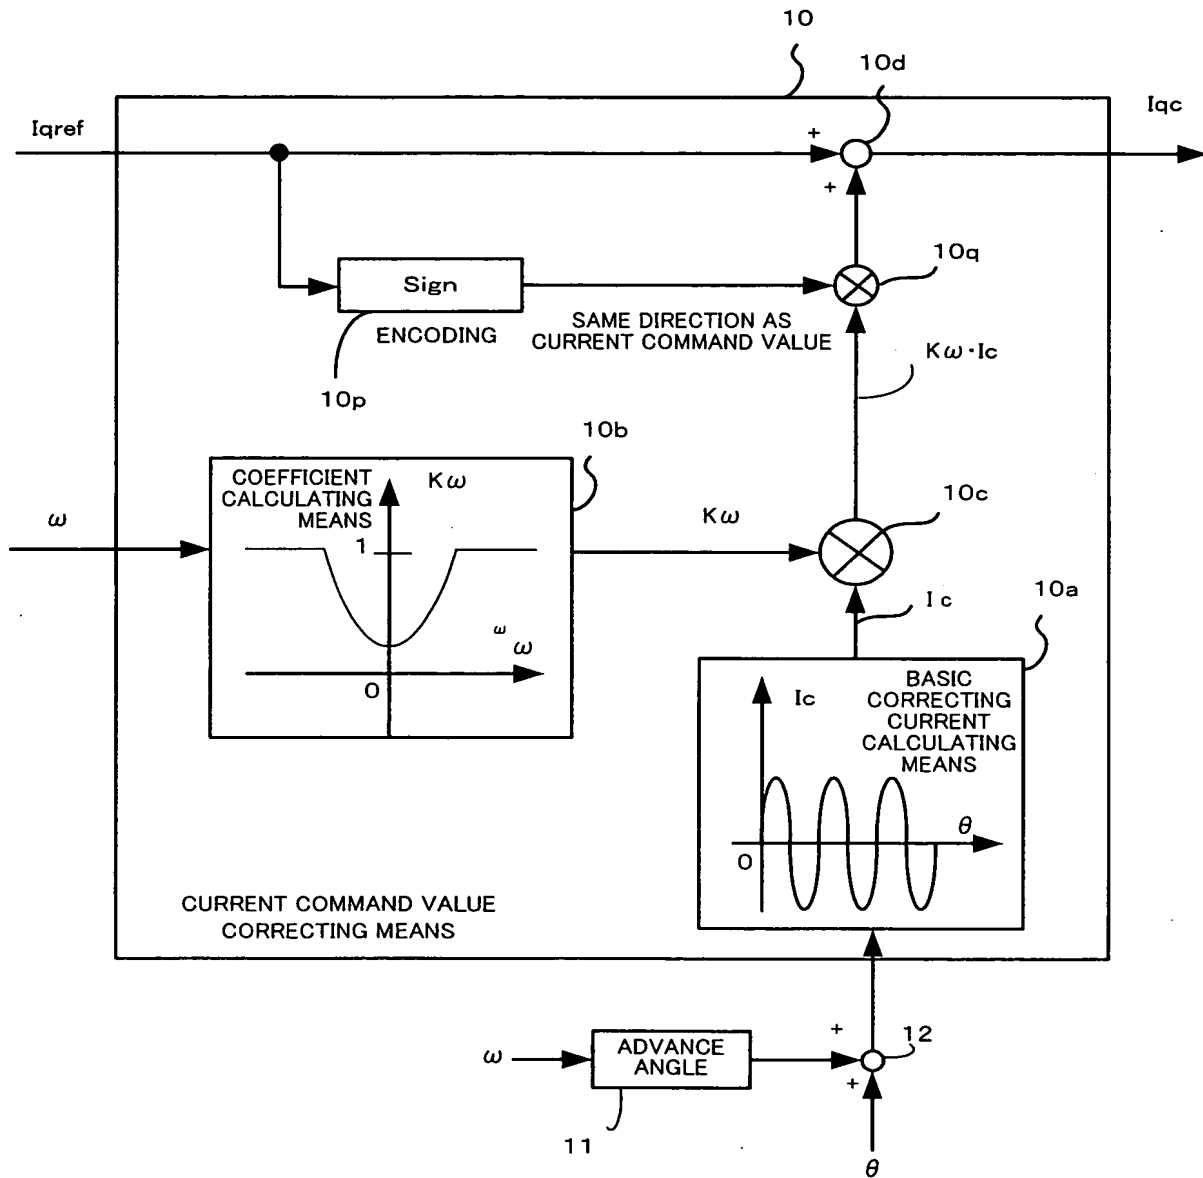 10
10d
Iqref
Iqc
+
+
10q
Sign
ENCODING
SAME DIRECTION AS
CURRENT COMMAND VALUE
10p
Kω·Ic
10b
COEFFICIENT
CALCULATING
MEANS
Kω
1
ω
ω
0
ω
Kω
10c
Ic
10a
BASIC
CORRECTING
CURRENT
CALCULATING
MEANS
Ic
θ
0
CURRENT COMMAND VALUE
CORRECTING MEANS
ω
ADVANCE
ANGLE
11
+
+
12
θ